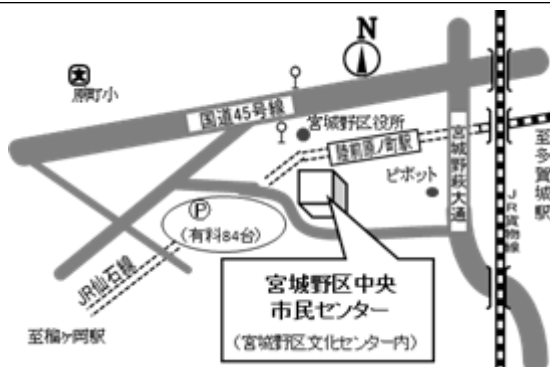 N
文
原町小
国道45号線
宮城野区役所
陸前原ノ町駅
宮城野萩大通
至多賀城駅
ピボット
JR貨物線
P
(有料84台)
JR仙石線
宮城野区中央
市民センター
(宮城野区文化センター内)
至榴ヶ岡駅